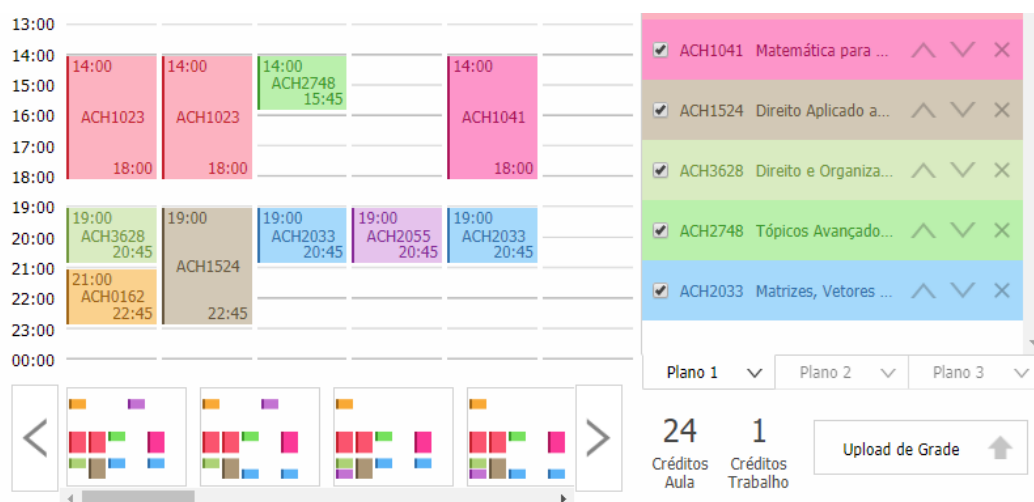 13:00
14:00
15:00
16:00
17:00
18:00
19:00
20:00
21:00
22:00
23:00
00:00
14:00
ACH1023
18:00
19:00
ACH3628
20:45
21:00
ACH0162
22:45
14:00
ACH1023
18:00
19:00
ACH1524
22:45
14:00
ACH2748
15:45
19:00
ACH2033
20:45
19:00
ACH2055
20:45
14:00
ACH1041
18:00
19:00
ACH2033
20:45
ACH1041 Matemática para ...
ACH1524 Direito Aplicado a...
ACH3628 Direito e Organiza...
ACH2748 Tópicos Avançado...
ACH2033 Matrizes, Vetores ...
Plano 1 Plano 2 Plano 3
24 1
Créditos Aula Créditos Trabalho
Upload de Grade